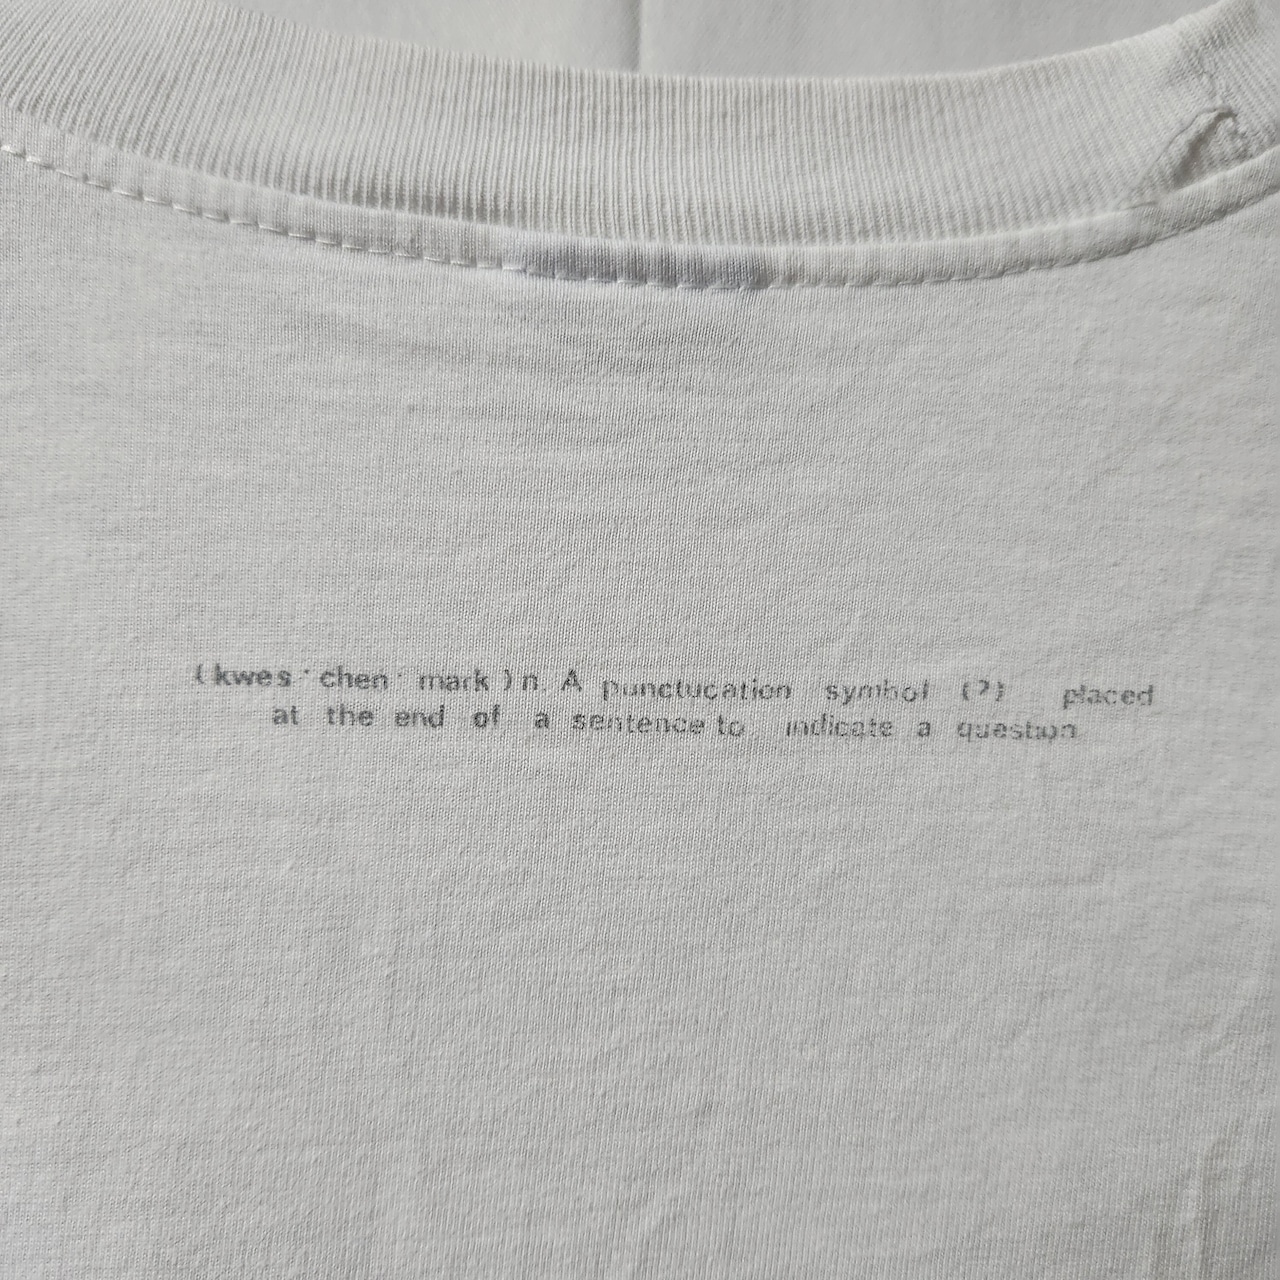 (kwes·chen· mark) n. A punctucation symbol (?) placed
at the end of a sentence to indicate a question